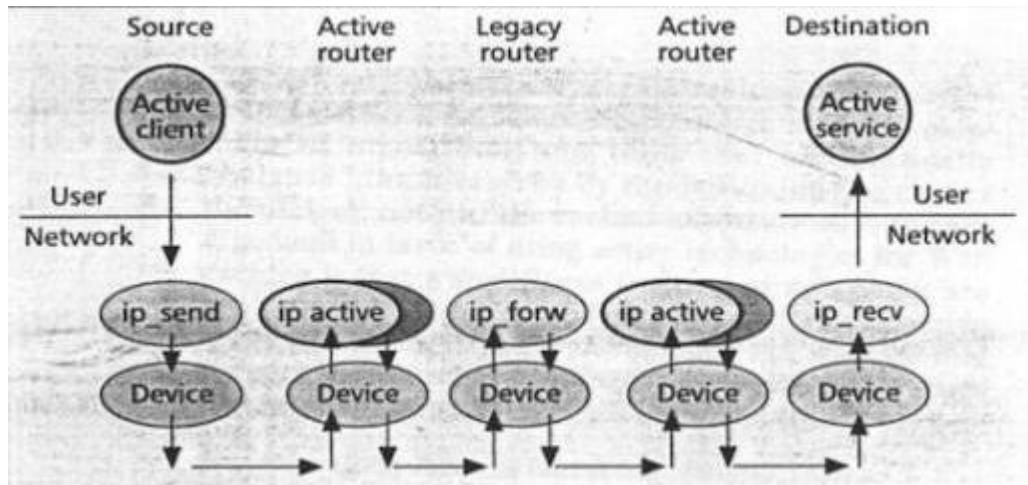 Source
Active
router
Legacy
router
Active
router
Destination
Active
client
Active
service
User
Network
User
Network
ip_send
ip active
ip_forw
ip active
ip_recv
Device
Device
Device
Device
Device